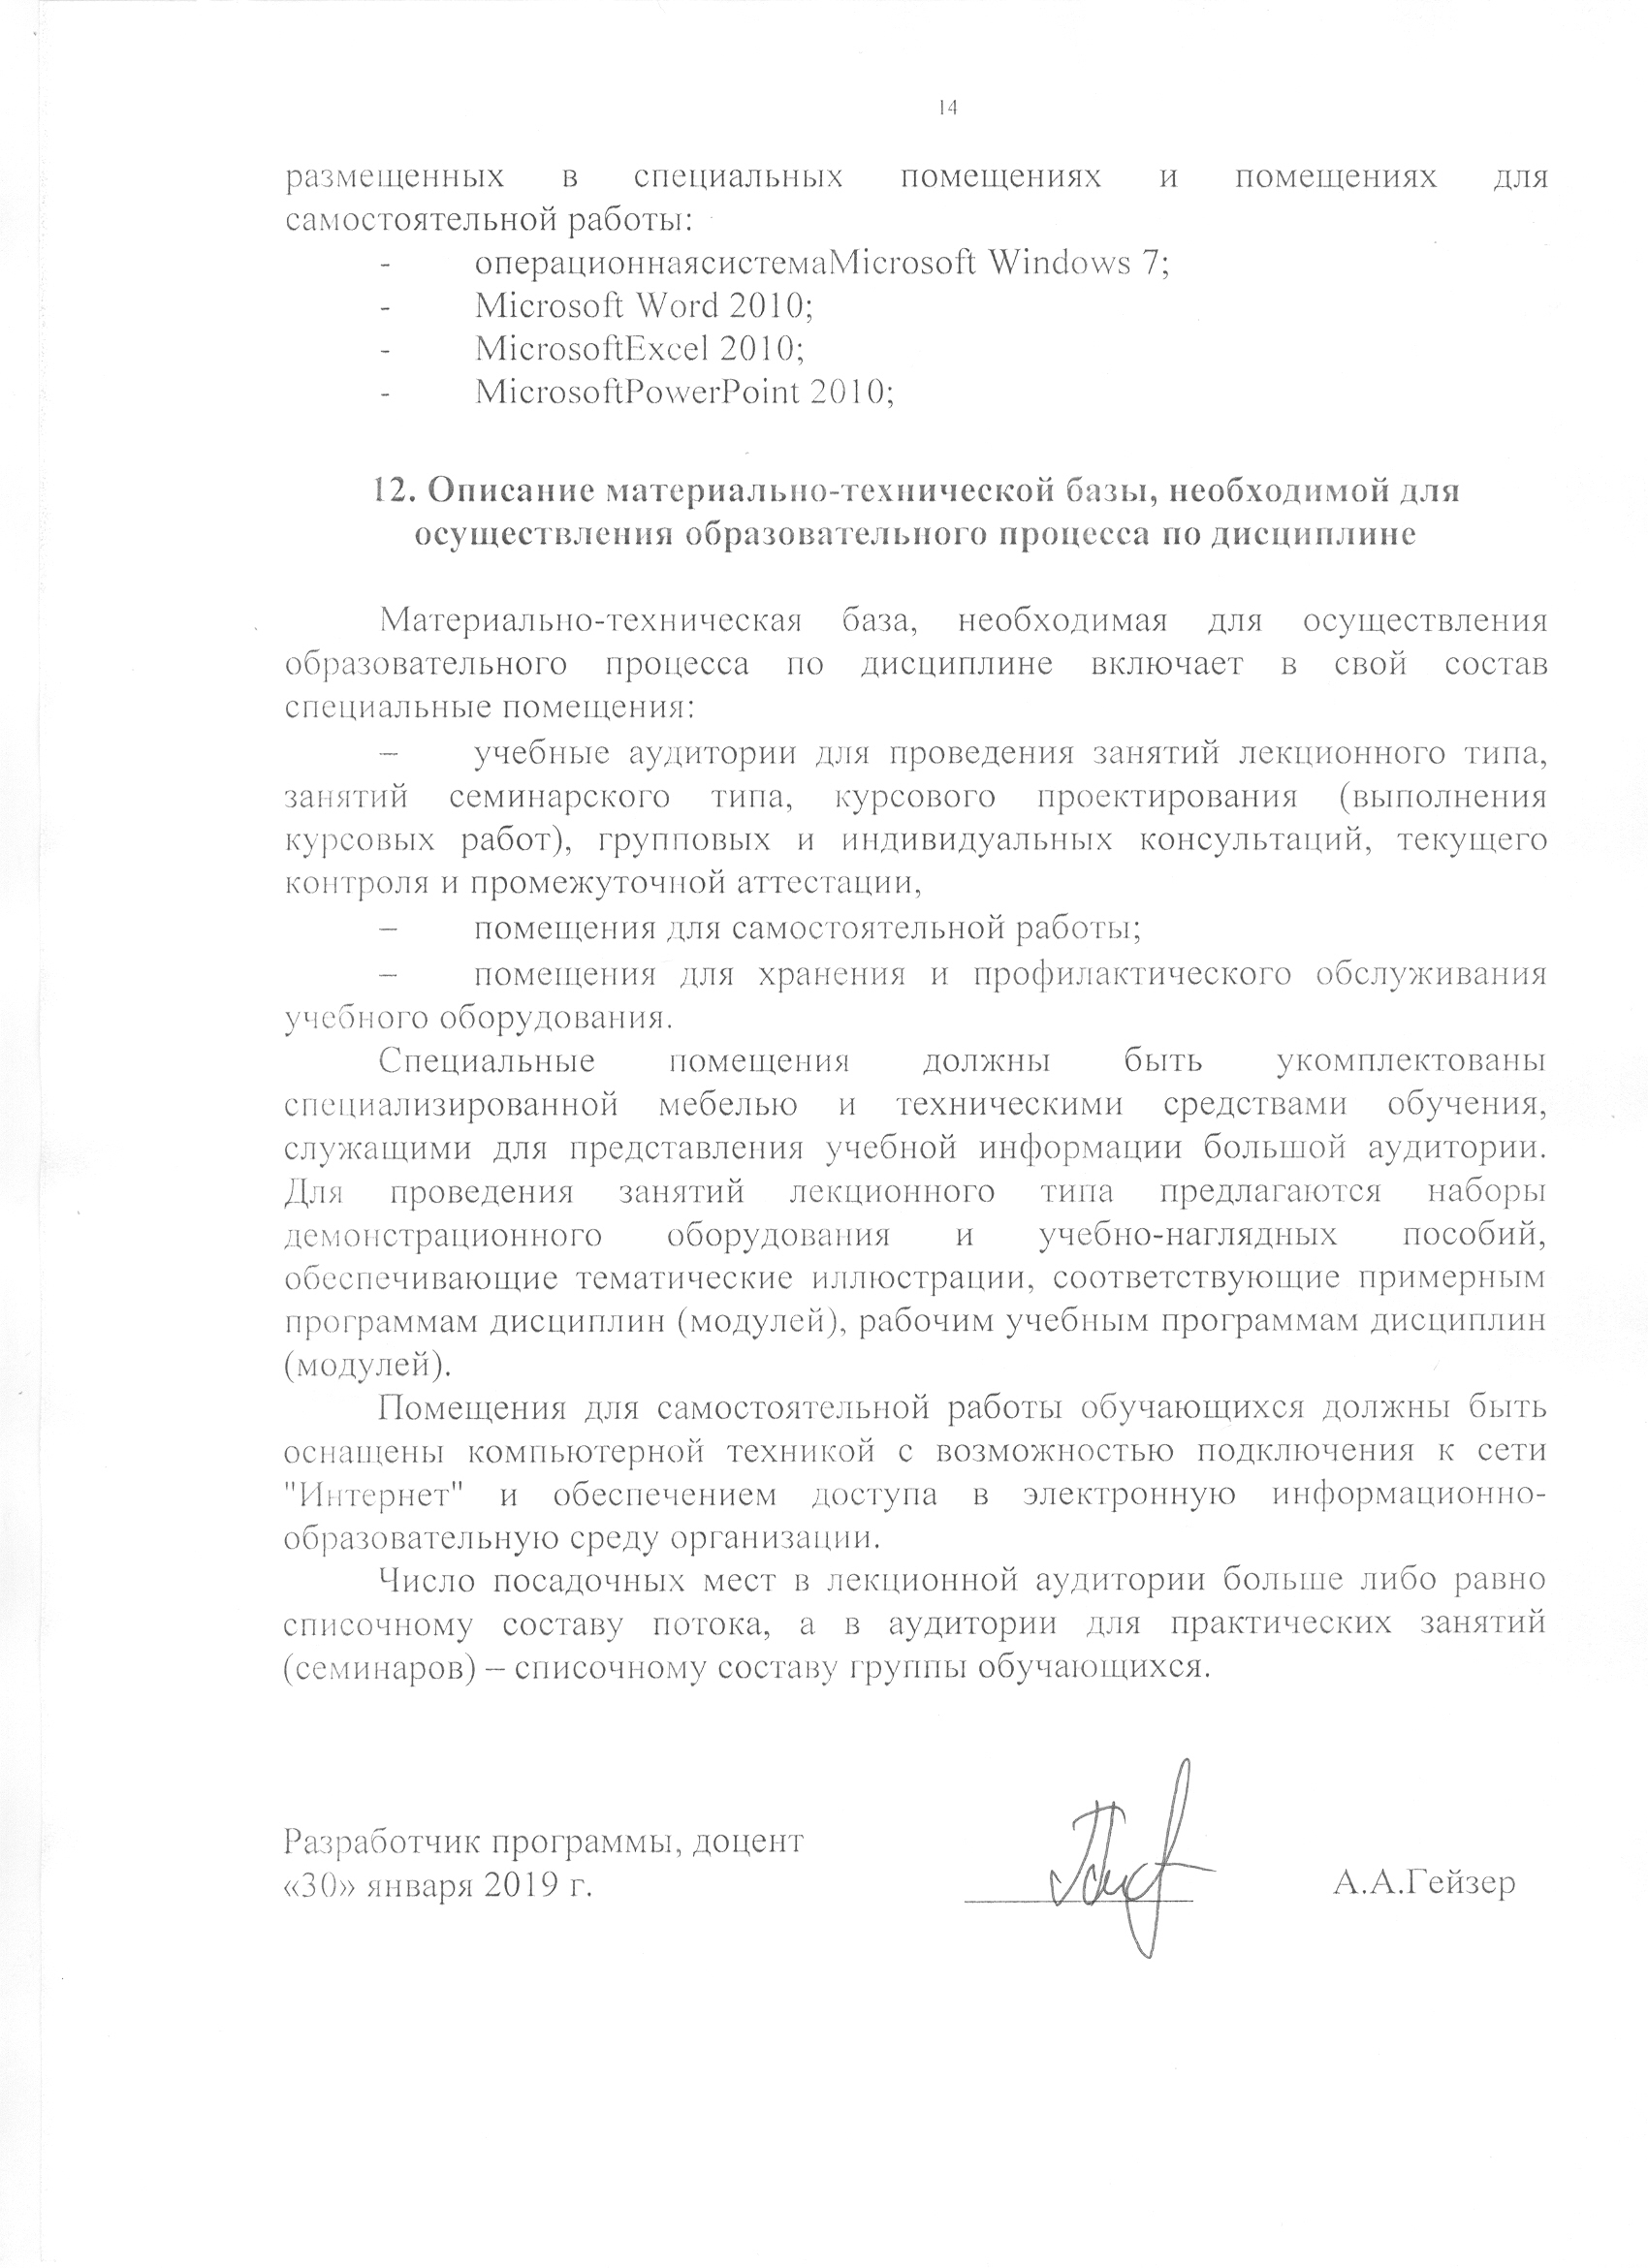 14
размещенных в специальных помещениях и помещениях для
самостоятельной работы:
- операционнаясистемаMicrosoft Windows 7;
- Microsoft Word 2010;
- MicrosoftExcel 2010;
- MicrosoftPowerPoint 2010;
12. Описание материально-технической базы, необходимой для
осуществления образовательного процесса по дисциплине
Материально-техническая база, необходимая для осуществления
образовательного процесса по дисциплине включает в свой состав
специальные помещения:
– учебные аудитории для проведения занятий лекционного типа,
занятий семинарского типа, курсового проектирования (выполнения
курсовых работ), групповых и индивидуальных консультаций, текущего
контроля и промежуточной аттестации,
– помещения для самостоятельной работы;
– помещения для хранения и профилактического обслуживания
учебного оборудования.
Специальные помещения должны быть укомплектованы
специализированной мебелью и техническими средствами обучения,
служащими для представления учебной информации большой аудитории.
Для проведения занятий лекционного типа предлагаются наборы
демонстрационного оборудования и учебно-наглядных пособий,
обеспечивающие тематические иллюстрации, соответствующие примерным
программам дисциплин (модулей), рабочим учебным программам дисциплин
(модулей).
Помещения для самостоятельной работы обучающихся должны быть
оснащены компьютерной техникой с возможностью подключения к сети
"Интернет" и обеспечением доступа в электронную информационно-
образовательную среду организации.
Число посадочных мест в лекционной аудитории больше либо равно
списочному составу потока, а в аудитории для практических занятий
(семинаров) – списочному составу группы обучающихся.
Разработчик программы, доцент
«30» января 2019 г. А.А.Гейзер